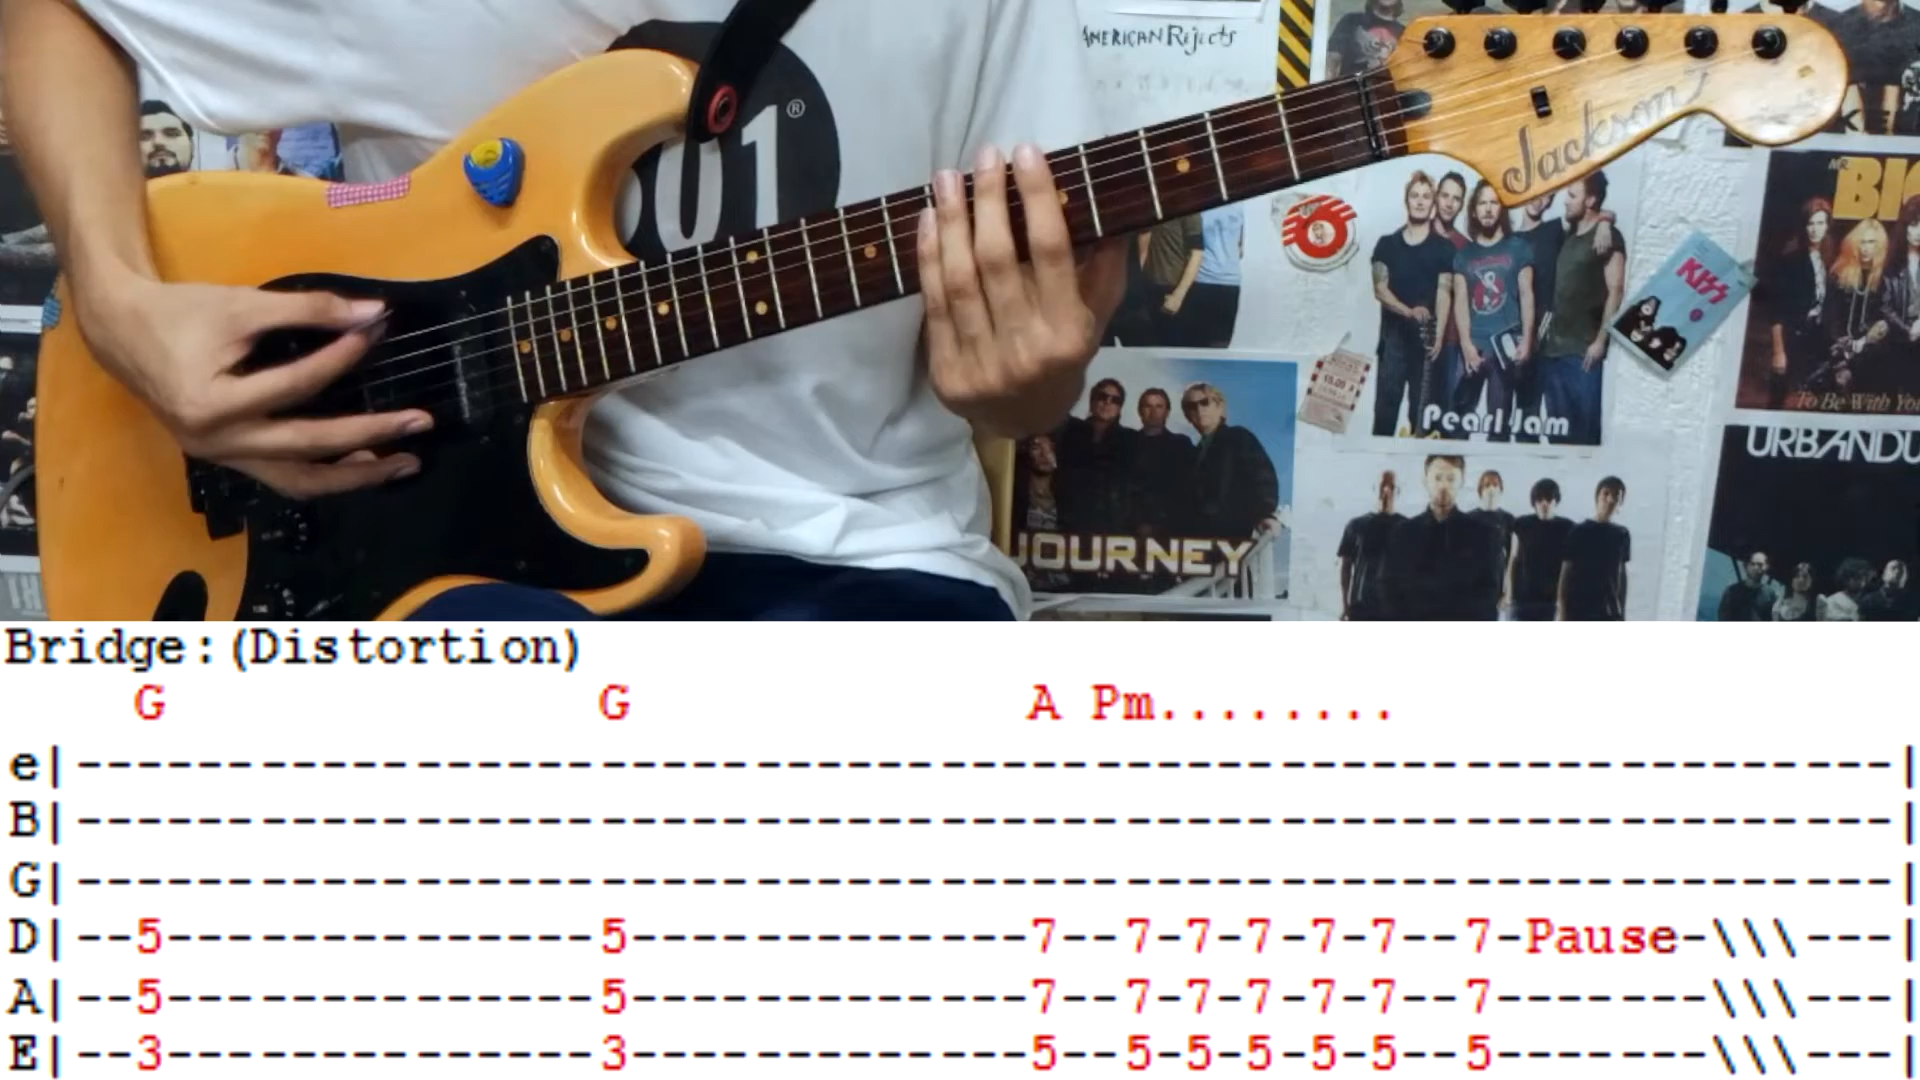 AMERICAN Rejects
Jackson
®
01
BI
KISS
To Be With You
Pearl Jam
URBANDU
JOURNEY
Bridge:(Distortion)
G G A Pm........
e|-----------------------------------------------------------|
B|-----------------------------------------------------------|
G|-----------------------------------------------------------|
D|--5--------------5-------------7--7-7-7-7-7--7-Pause-\\\---|
A|--5--------------5-------------7--7-7-7-7-7--7-------\\\---|
E|--3--------------3-------------5--5-5-5-5-5--5-------\\\---|